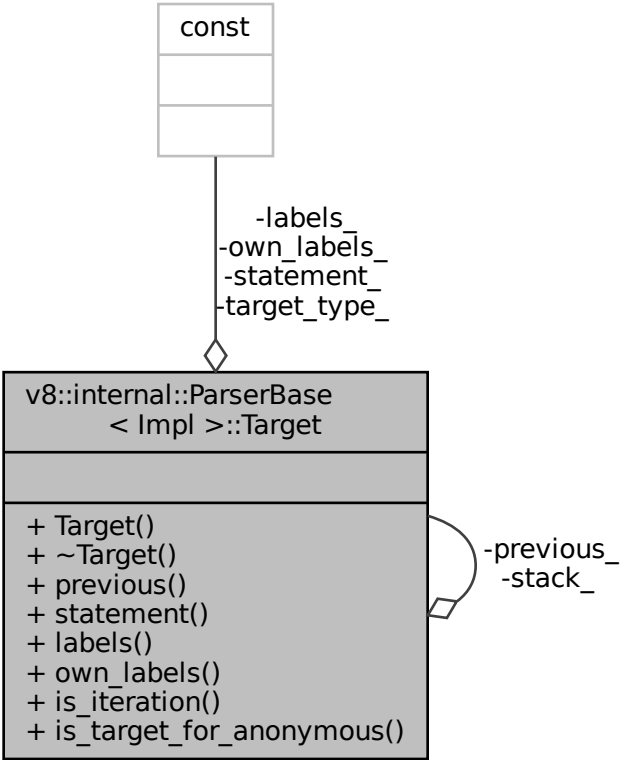 const
-labels_
-own_labels_
-statement_
-target_type_
v8::internal::ParserBase
< Impl >::Target
+ Target()
+ ~Target()
+ previous()
+ statement()
+ labels()
+ own_labels()
+ is_iteration()
+ is_target_for_anonymous()
-previous_
-stack_